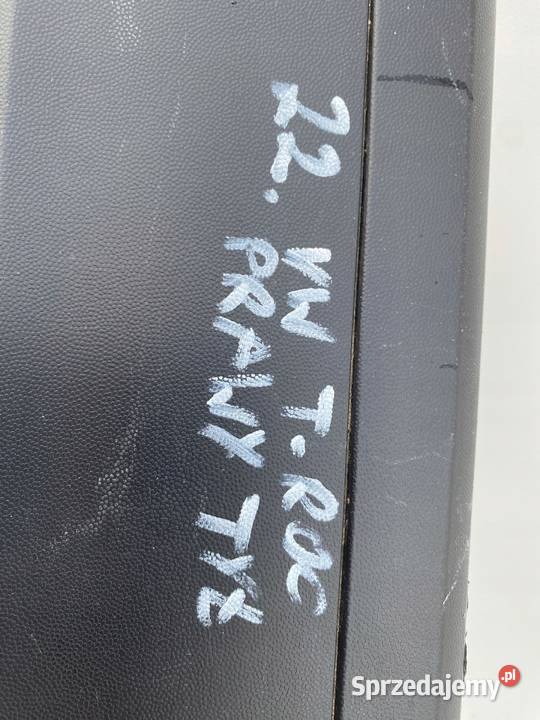 22. VW T-ROC
PRAWY TYŁ
Sprzedajemy.pl